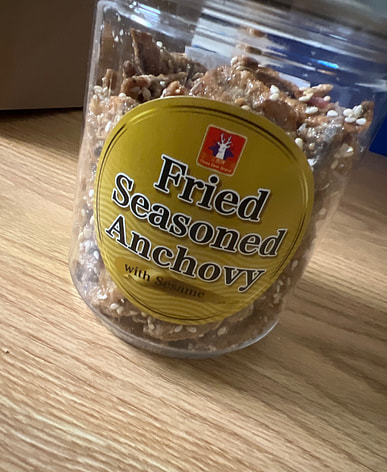 Fried
Seasoned
Anchovy
with Sesame